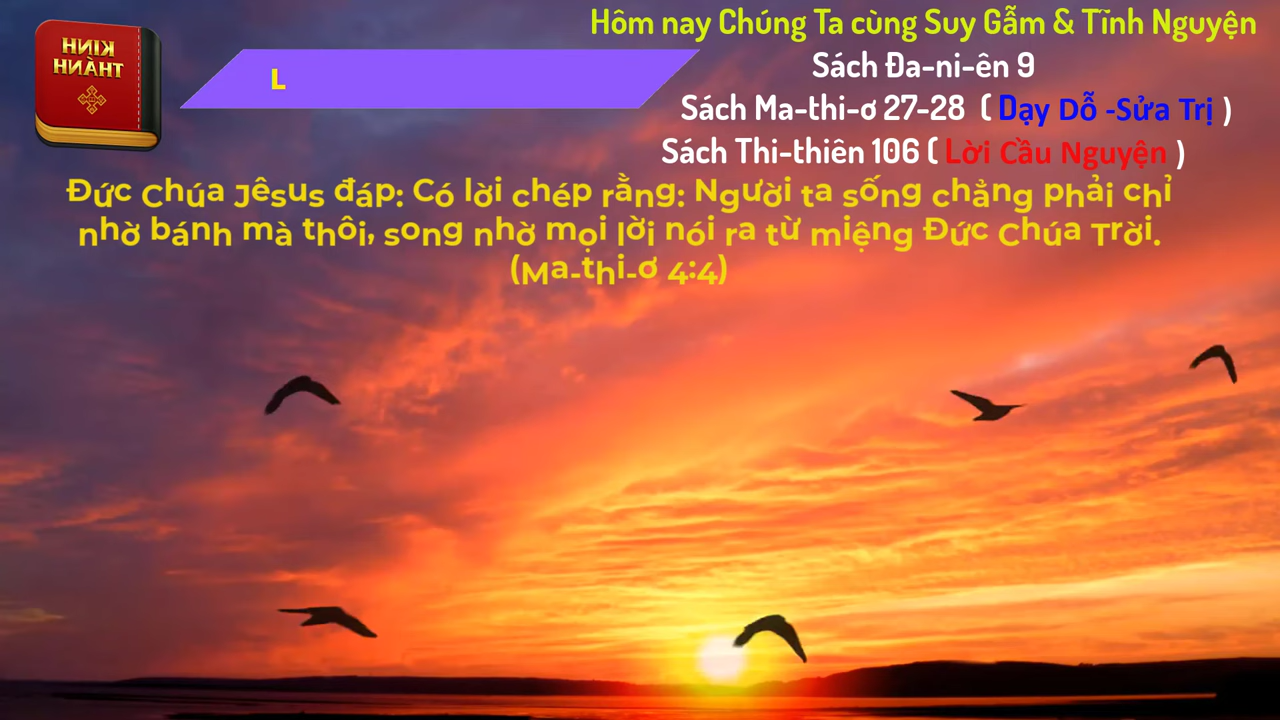 KINH
THÁNH
L
Hôm nay Chúng Ta cùng Suy Gẫm & Tĩnh Nguyện
Sách Đa-ni-ên 9
Sách Ma-thi-ơ 27-28 ( Dạy Dỗ -Sửa Trị )
Sách Thi-thiên 106 ( Lời Cầu Nguyện )
Đức Chúa Jêsus đáp: Có lời chép rằng: Người ta sống chẳng phải chỉ
nhờ bánh mà thôi, song nhờ mọi lời nói ra từ miệng Đức Chúa Trời.
(Ma-thi-ơ 4:4)